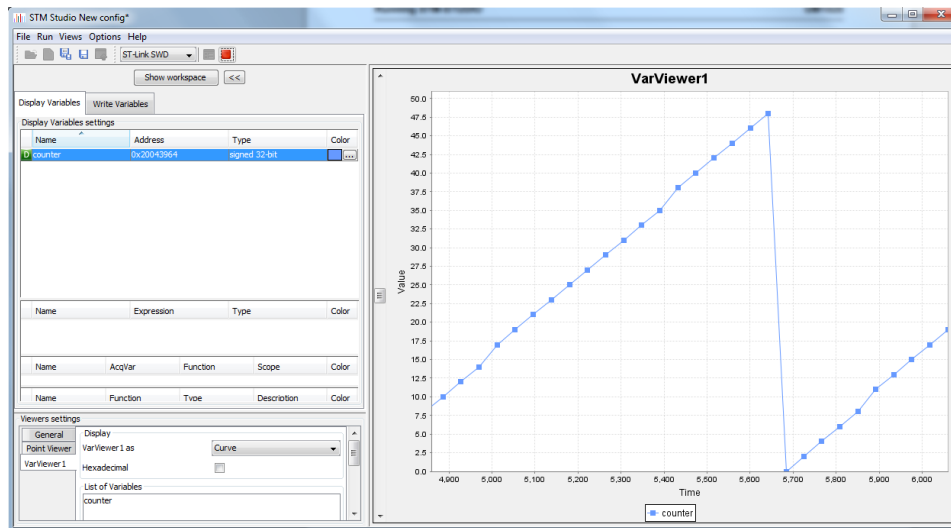 STM Studio New config*
File Run Views Options Help
ST-Link SWD
Show workspace <<
Display Variables Write Variables
Display Variables settings
Name Address Type Color
D counter 0x20043964 signed 32-bit ...
Name Expression Type Color
Name AcqVar Function Scope Color
Name Function Type Description Color
Viewers settings
General
Point Viewer
VarViewer1
Display
VarViewer1 as Curve
Hexadecimal
List of Variables
counter
VarViewer1
50.0
47.5
45.0
42.5
40.0
37.5
35.0
32.5
30.0
27.5
25.0
22.5
20.0
17.5
15.0
12.5
10.0
7.5
5.0
2.5
0.0
Value
4,900 5,000 5,100 5,200 5,300 5,400 5,500 5,600 5,700 5,800 5,900 6,000
Time
counter